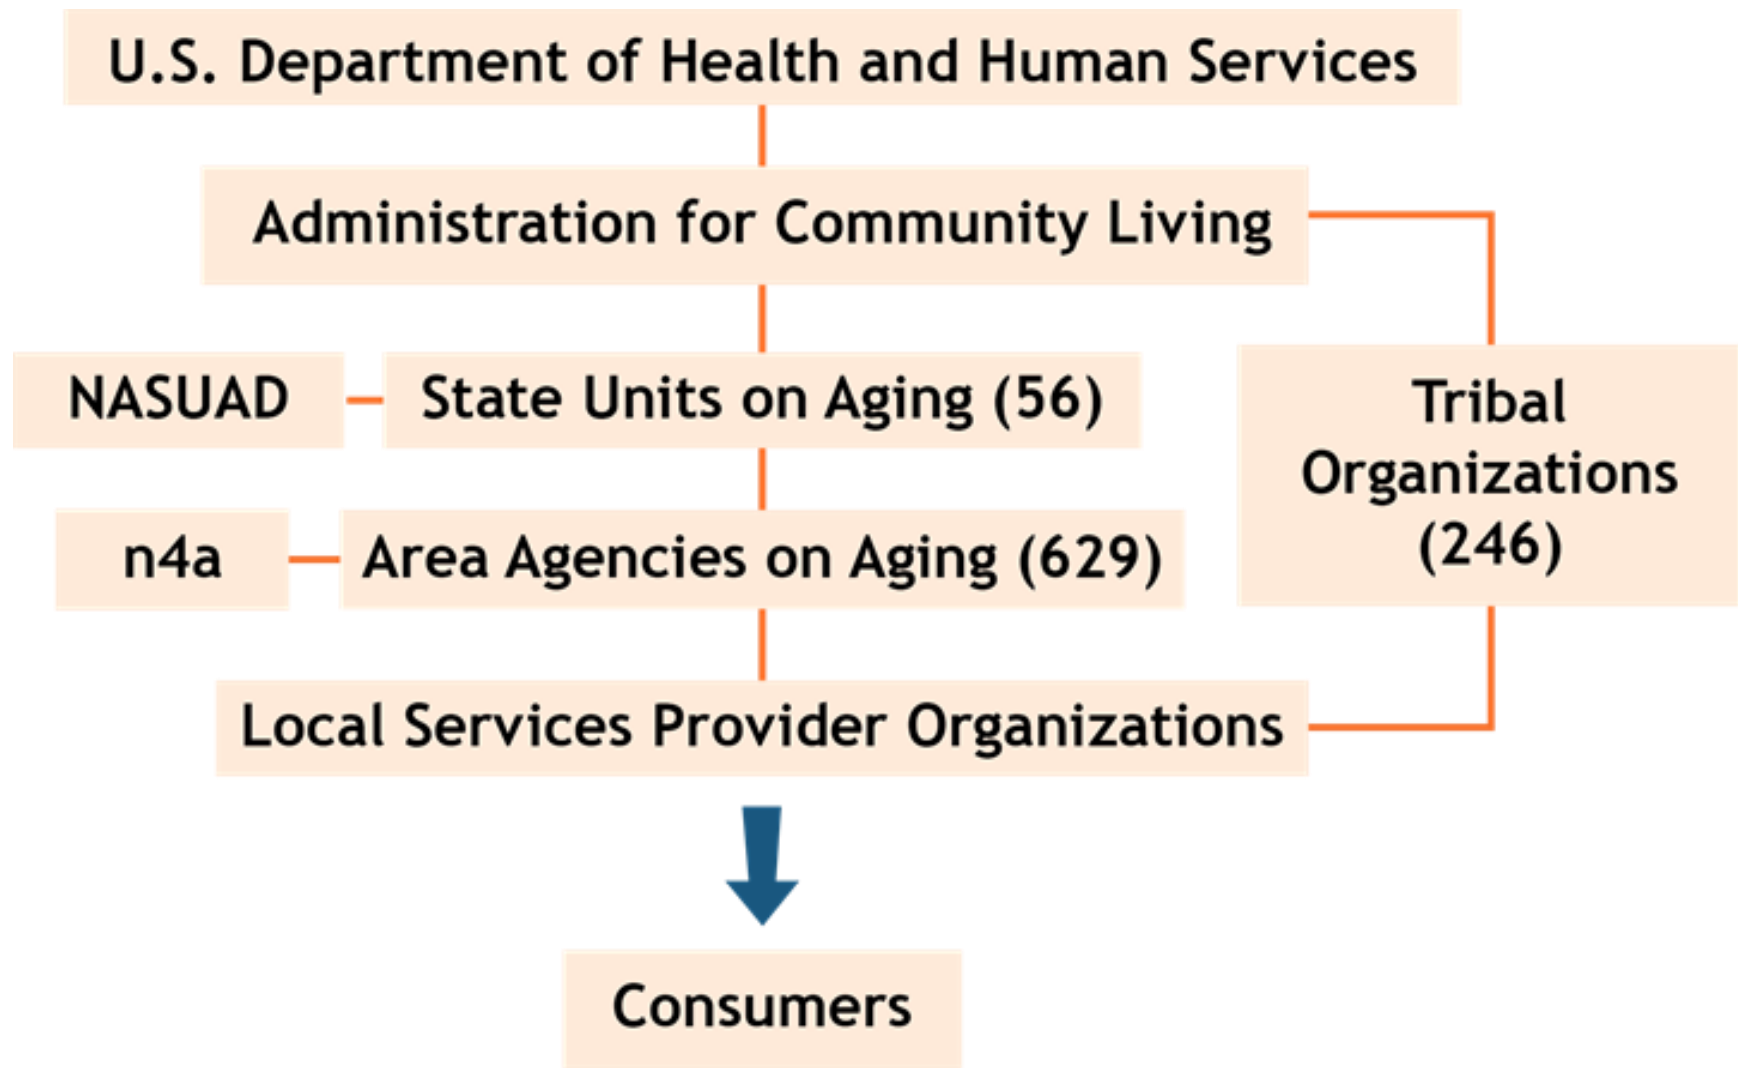 U.S. Department of Health and Human Services
Administration for Community Living
NASUAD
State Units on Aging (56)
Tribal
Organizations
(246)
n4a
Area Agencies on Aging (629)
Local Services Provider Organizations
Consumers